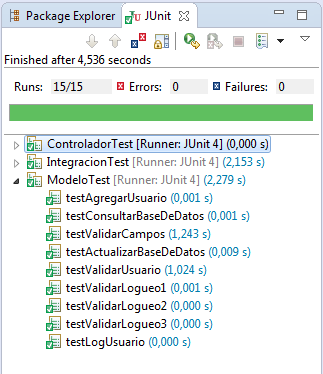 Package Explorer JUnit
Finished after 4,536 seconds
Runs: 15/15 Errors: 0 Failures: 0
ControladorTest [Runner: JUnit 4] (0,000 s)
IntegracionTest [Runner: JUnit 4] (2,153 s)
ModeloTest [Runner: JUnit 4] (2,279 s)
testAgregarUsuario (0,001 s)
testConsultarBaseDeDatos (0,001 s)
testValidarCampos (1,243 s)
testActualizarBaseDeDatos (0,009 s)
testValidarUsuario (1,024 s)
testValidarLogueo1 (0,001 s)
testValidarLogueo2 (0,000 s)
testValidarLogueo3 (0,000 s)
testLogUsuario (0,000 s)